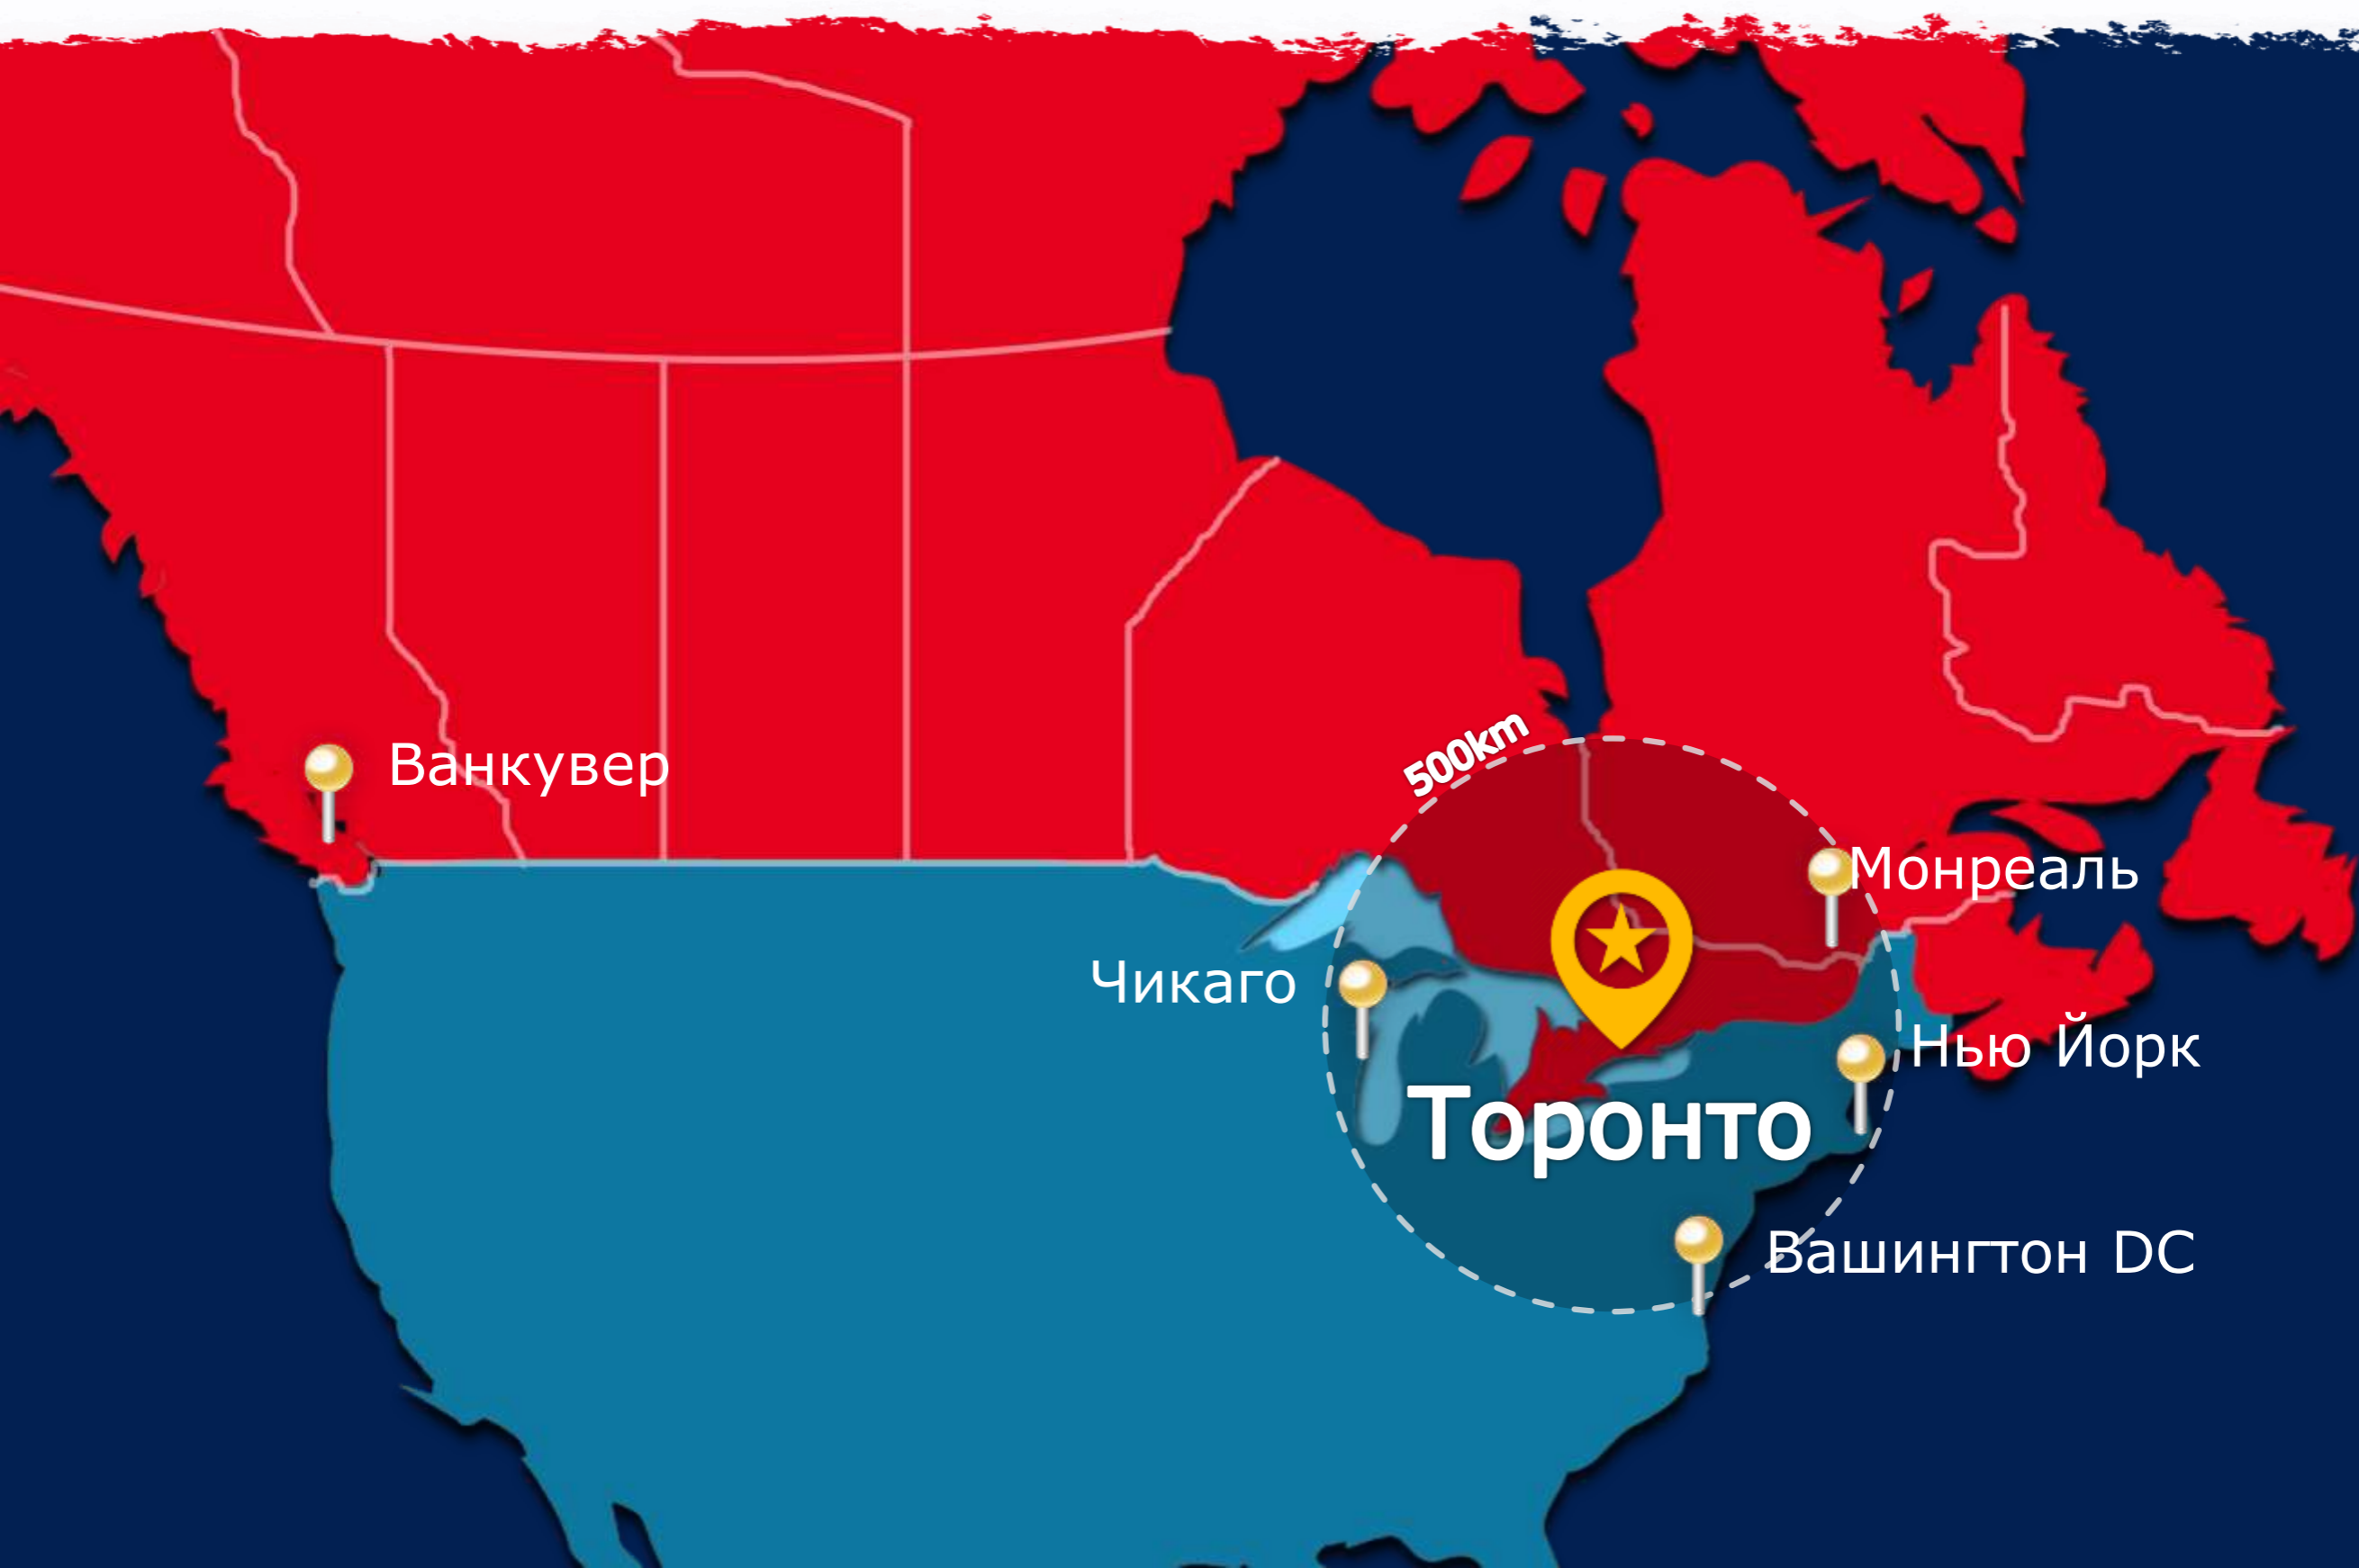 500km
Ванкувер
Монреаль
Чикаго
Нью Йорк
Торонто
Вашингтон DC